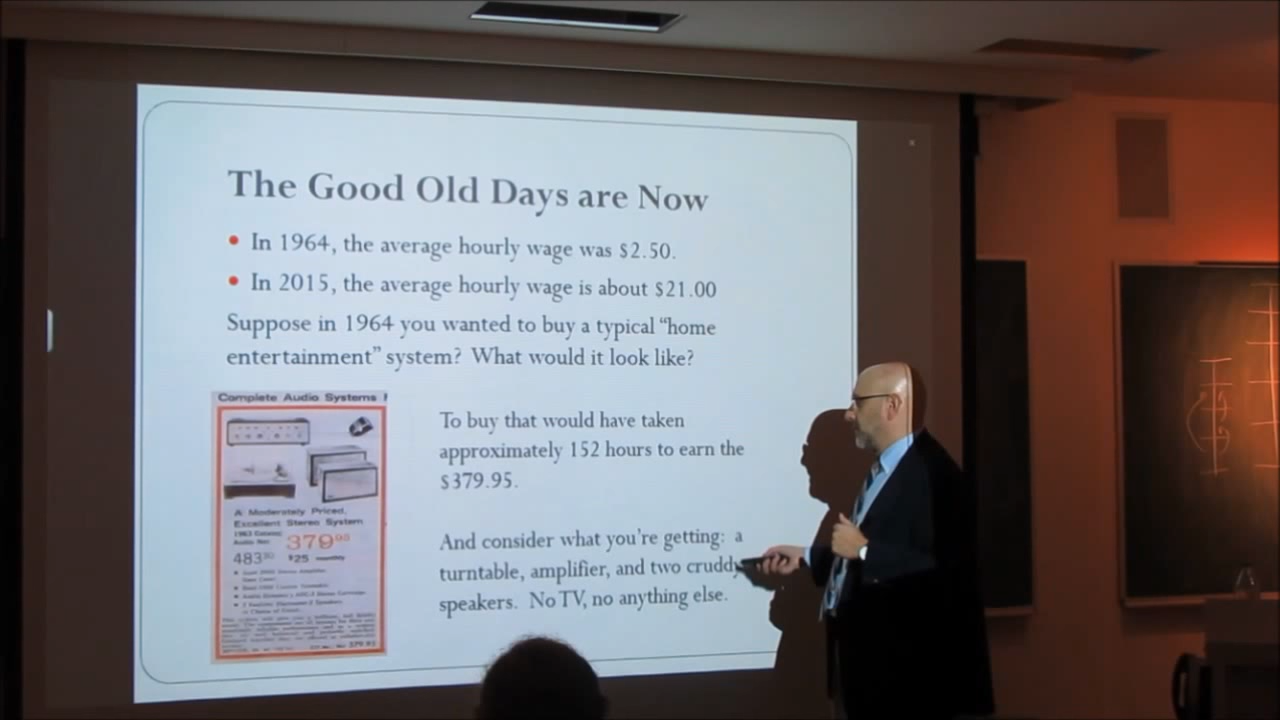 The Good Old Days are Now
• In 1964, the average hourly wage was $2.50.
• In 2015, the average hourly wage is about $21.00
Suppose in 1964 you wanted to buy a typical “home
entertainment” system? What would it look like?
Complete Audio Systems
A Moderately Priced,
Excellent Stereo System
379⁹⁵
483³⁰ $25 monthly
To buy that would have taken
approximately 152 hours to earn the
$379.95.
And consider what you’re getting: a
turntable, amplifier, and two cruddy
speakers. No TV, no anything else.